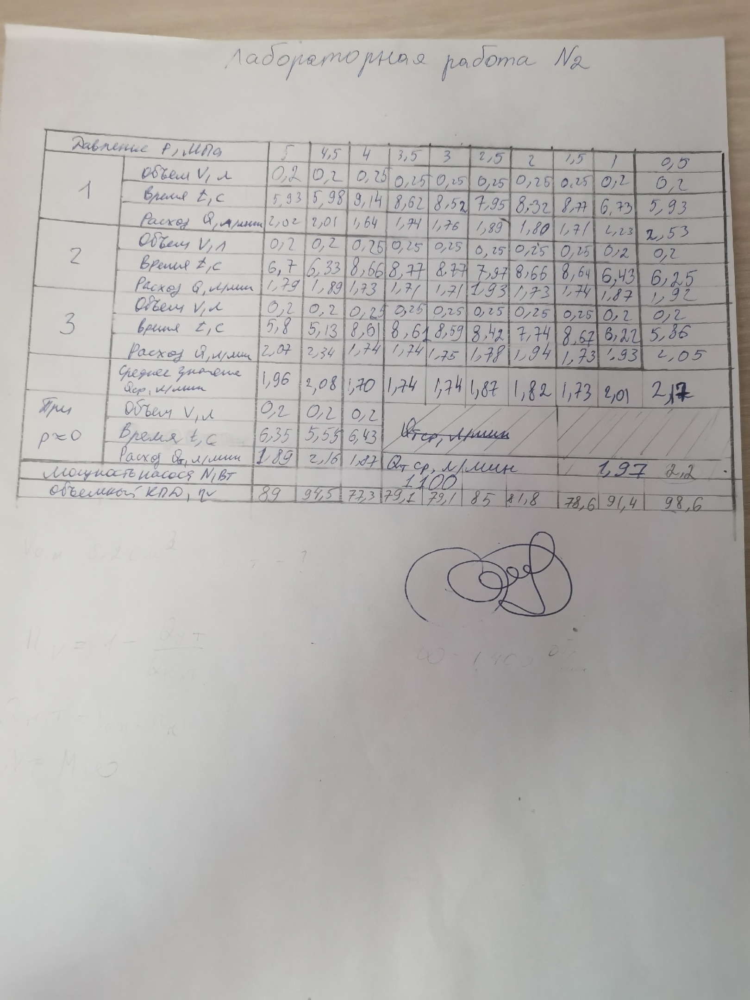 Лабораторная работа N2
Давление P, МПа 5 4,5 4 3,5 3 2,5 2 1,5 1 0,5
1
Объем V, л 0,2 0,2 0,25 0,25 0,25 0,25 0,25 0,25 0,2 0,2
Время t, с 5,93 5,98 9,14 8,62 8,52 7,95 8,32 8,77 6,73 5,93
Расход Q, л/мин 2,02 2,01 1,64 1,74 1,76 1,89 1,80 1,71 2,23 2,53
2
Объем V, л 0,2 0,2 0,25 0,25 0,25 0,25 0,25 0,25 0,2 0,2
Время t, с 6,7 6,33 8,66 8,77 8,77 7,97 8,66 8,64 6,43 6,25
Расход Q, л/мин 1,79 1,89 1,73 1,71 1,71 1,93 1,73 1,74 1,87 1,92
3
Объем V, л 0,2 0,2 0,25 0,25 0,25 0,25 0,25 0,25 0,2 0,2
Время t, с 5,8 5,13 8,61 8,61 8,59 8,42 7,74 8,67 6,22 5,86
Расход Q, л/мин 2,07 2,34 1,74 1,74 1,75 1,78 1,94 1,73 1,93 2,05
Среднее значение
Qср, л/мин 1,96 2,08 1,70 1,74 1,74 1,87 1,82 1,73 2,01 2,17
При
p≈0
Объем V, л 0,2 0,2 0,2
Время t, с 6,35 5,55 6,43 Qт ср, л/мин
Расход Qт, л/мин 1,89 2,16 1,87 Qт ср, л/мин 1,97 2,2
Мощность насоса N, Вт 1100
Объемный КПД, ηv 89 94,5 77,3 79,1 79,1 85 81,8 78,6 91,4 98,6
N = M ω